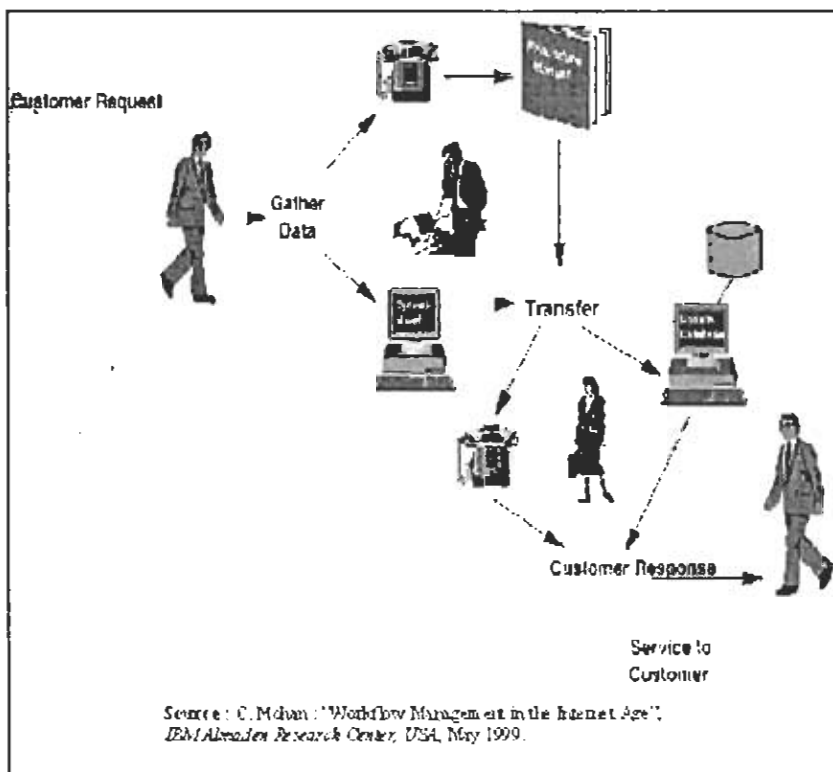 Customer Request
Manual
Gather
Data
Transfer
Customer Response
Service to
Customer
Source : C. Mohan : "Workflow Management in the Internet Age",
IBM Almaden Research Center, USA, May 1999.